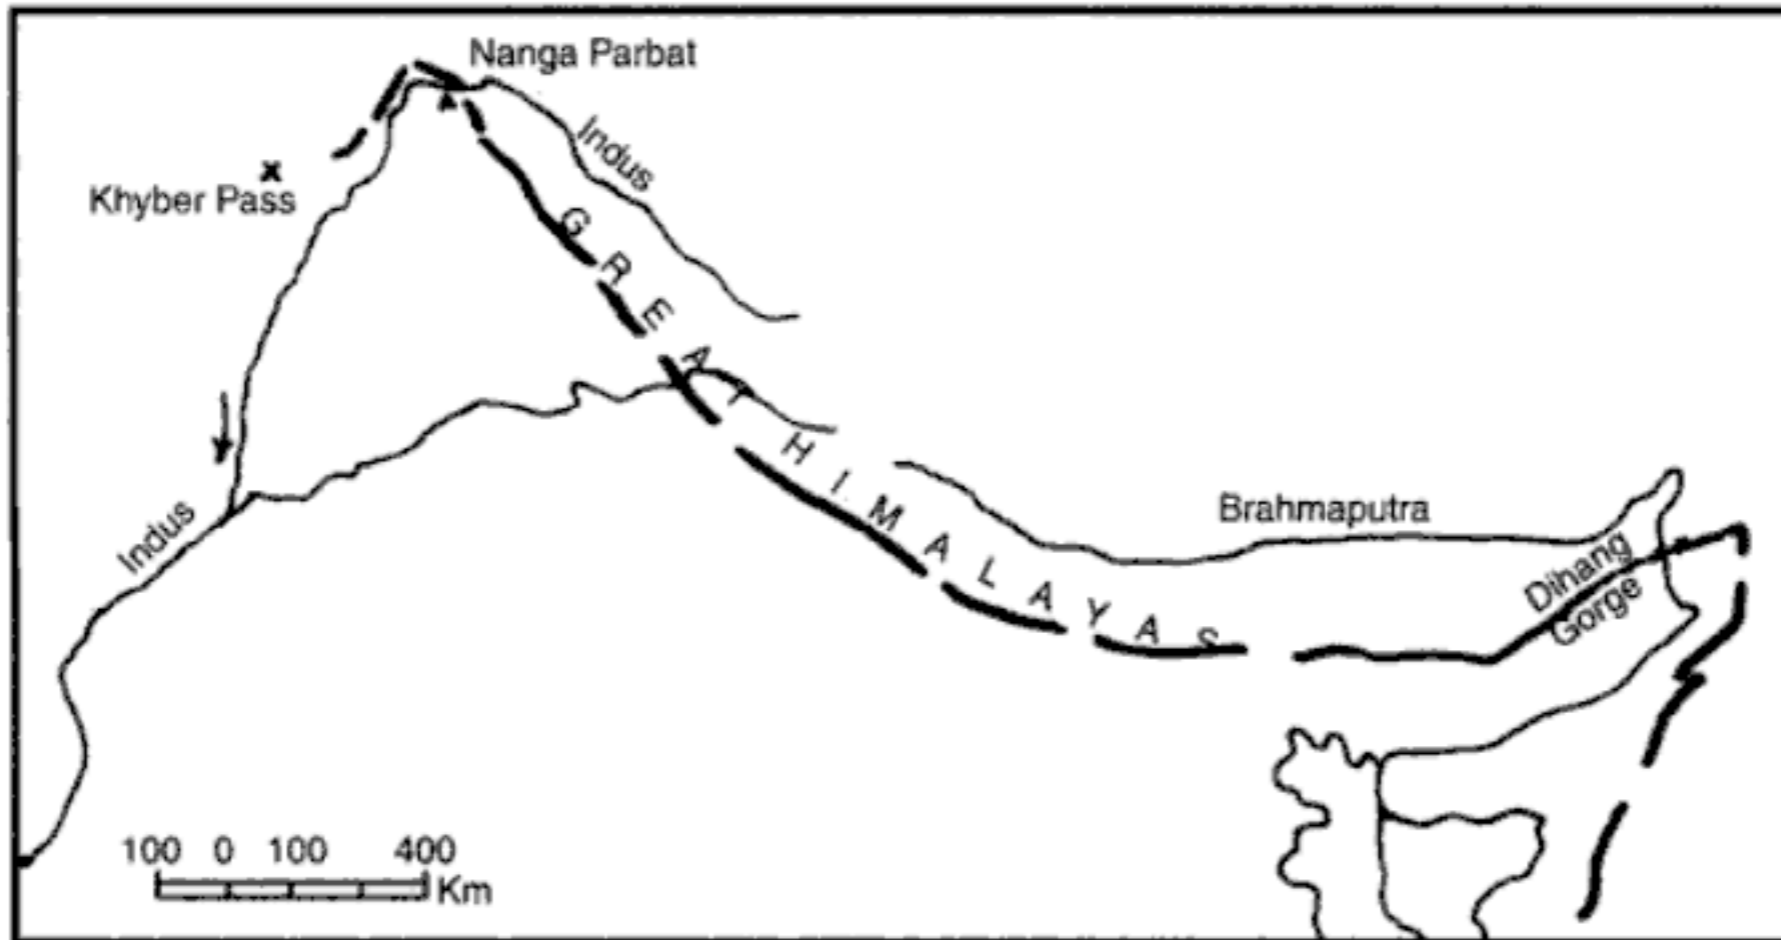 Nanga Parbat
Indus
x
Khyber Pass
GREAT HIMALAYAS
Brahmaputra
Dihang
Gorge
Indus
100 0 100 400
Km